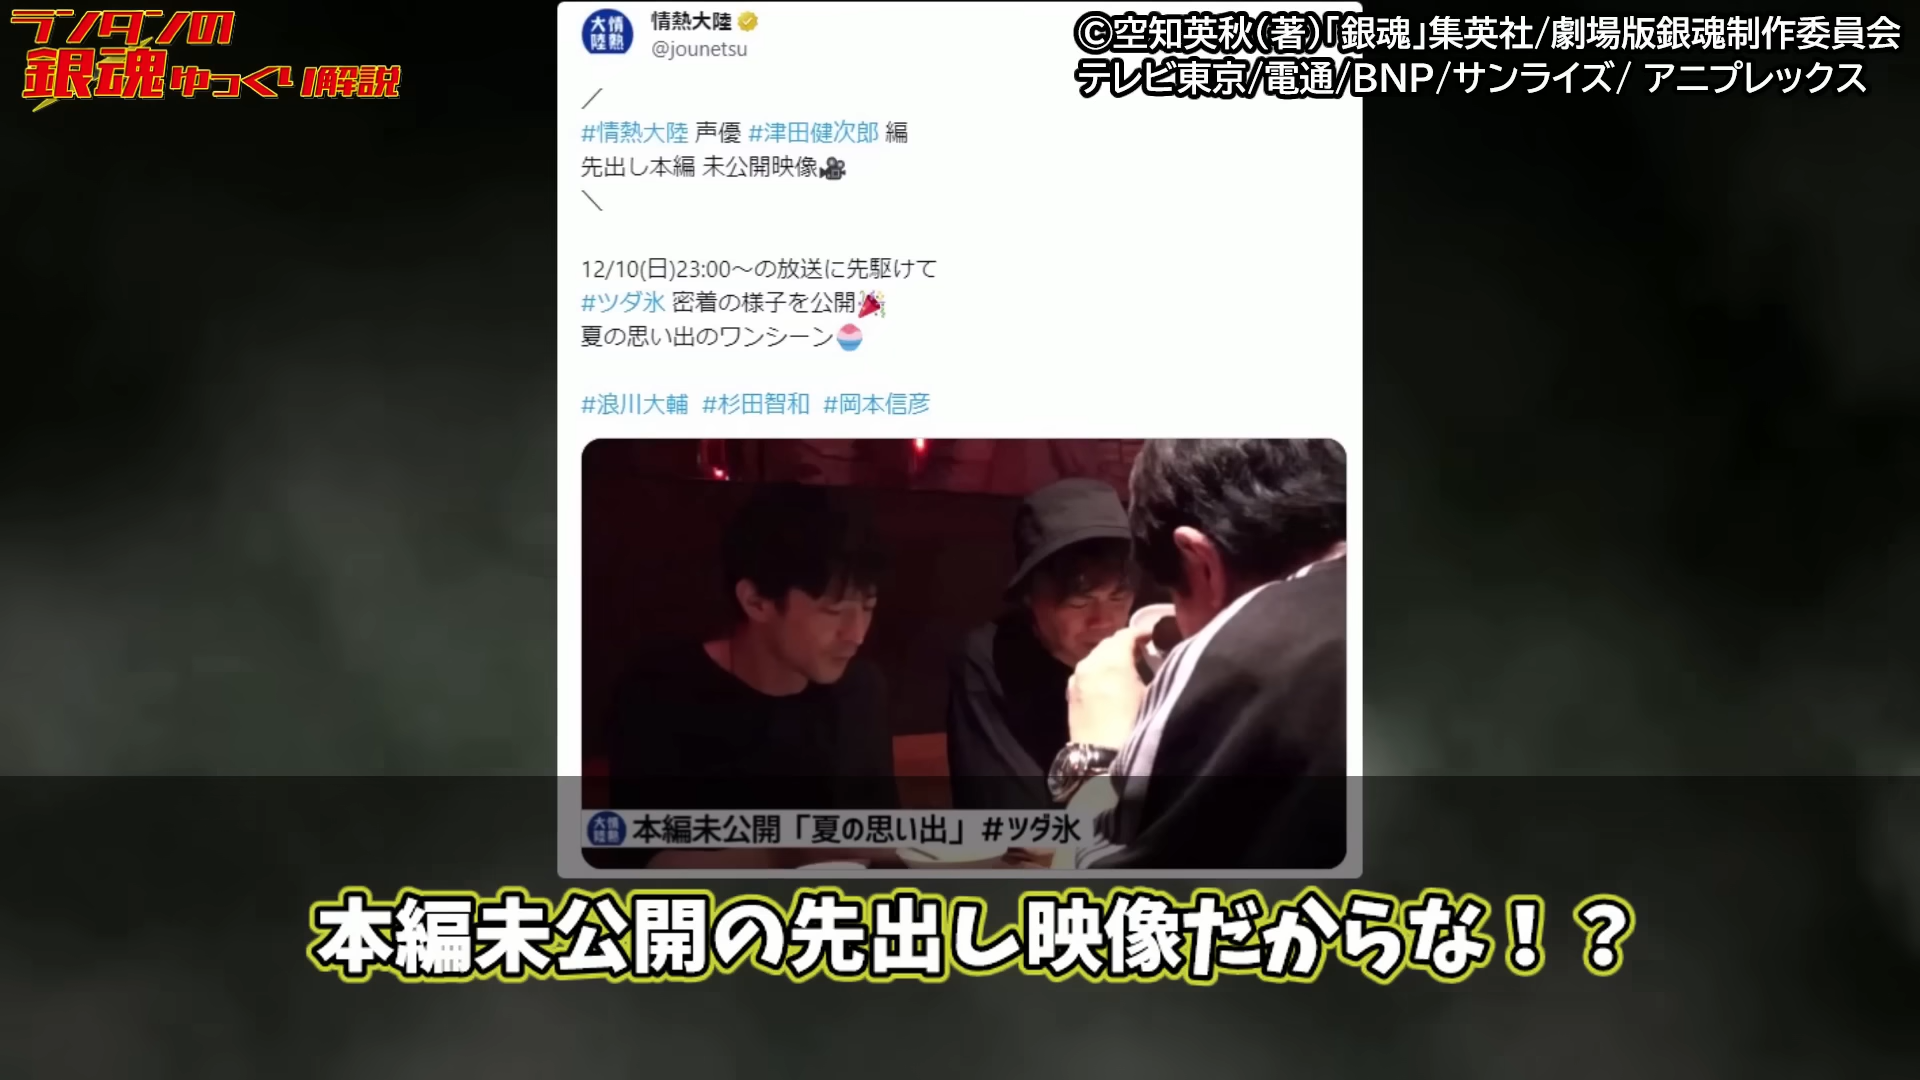 ランタンの
銀魂ゆっくり解説
©空知英秋(著)「銀魂」集英社/劇場版銀魂制作委員会
テレビ東京/電通/BNP/サンライズ/ アニプレックス
情熱大陸
情熱大陸
@jounetsu
／
#情熱大陸 声優 #津田健次郎 編
先出し本編 未公開映像🎥
＼
12/10(日)23:00～の放送に先駆けて
#ツダ氷 密着の様子を公開🎉
夏の思い出のワンシーン🍧
#浪川大輔 #杉田智和 #岡本信彦
情熱大陸
本編未公開「夏の思い出」#ツダ氷
本編未公開の先出し映像だからな！？